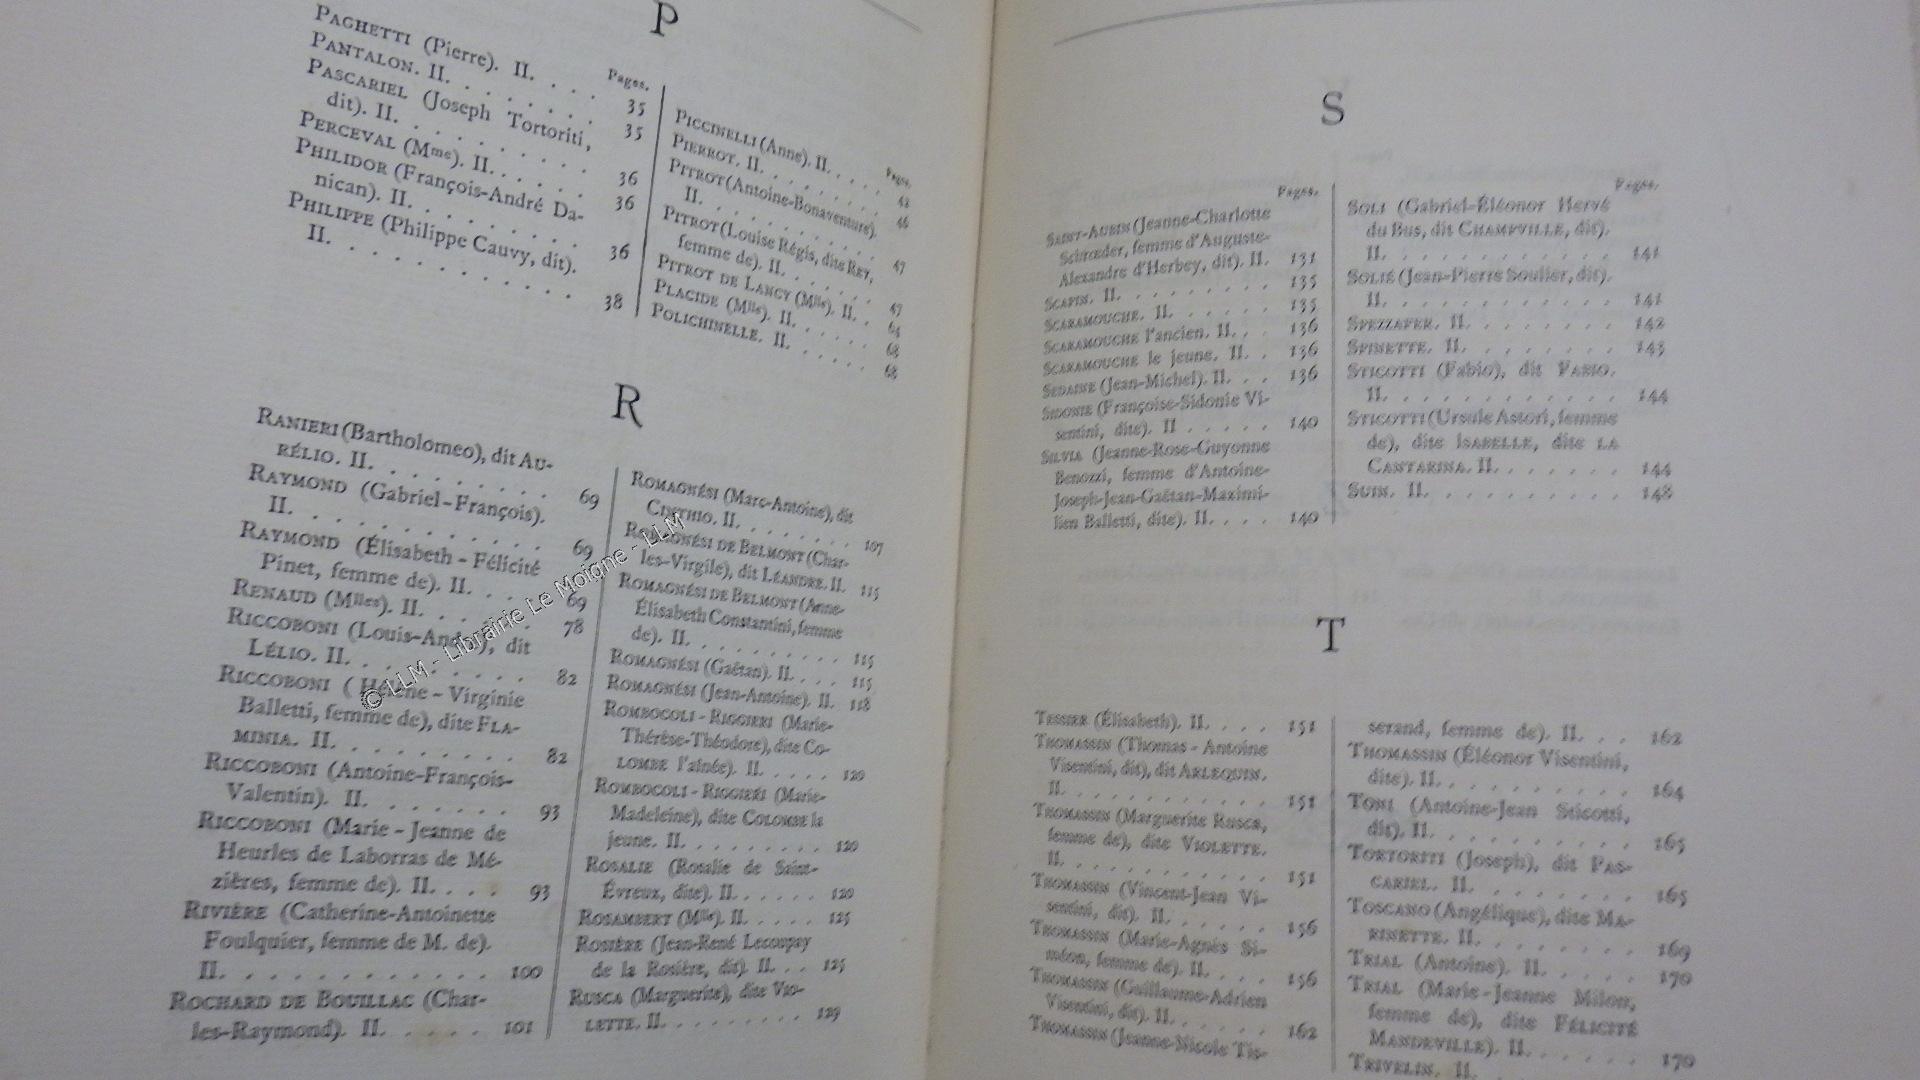 P
Pages.
PAGHETTI (Pierre). II. . . . 35
PANTALON. II. . . . . . . . 35
PASCARIEL (Joseph Tortoriti,
dit). II. . . . . . . . . 36
PERCEVAL (Mme). II. . . . . . 36
PHILIDOR (François-André Da-
nican). II. . . . . . . . 36
PHILIPPE (Philippe Cauvy, dit).
II. . . . . . . . . . . . 38
Pages.
PICCINELLI (Anne). II. . . . . 42
PIERROT. II. . . . . . . . 46
PITROT (Antoine-Bonaventure).
II. . . . . . . . . . . 47
PITROT (Louise Régis, dite REY,
femme de). II. . . . . . 47
PITROT DE LANCY (Mlle). II. . 64
PLACIDE (Mlle). II. . . . . . 68
POLICHINELLE. II. . . . . . 68
R
RANIERI (Bartholomeo), dit AU-
RÉLIO. II. . . . . . . . . 69
RAYMOND (Gabriel-François).
II. . . . . . . . . . . . 69
RAYMOND (Élisabeth-Félicité
Pinet, femme de). II. . . . 69
RENAUD (Mlles). II. . . . . . 78
RICCOBONI (Louis-André), dit
LÉLIO. II. . . . . . . . . 82
RICCOBONI (Hélène-Virginie
Balletti, femme de), dite FLA-
MINIA. II. . . . . . . . . 82
RICCOBONI (Antoine-François-
Valentin). II. . . . . . . 93
RICCOBONI (Marie-Jeanne de
Heurles de Laborras de Mé-
zières, femme de). II. . . . 93
RIVIÈRE (Catherine-Antoinette
Foulquier, femme de M. de).
II. . . . . . . . . . . . 100
ROCHARD DE BOUILLAC (Char-
les-Raymond). II. . . . . . 101
ROMAGNÉSI (Marc-Antoine), dit
CINTHIO. II. . . . . . . . 107
ROMAGNÉSI DE BELMONT (Char-
les-Virgile), dit LÉANDRE. II. 115
ROMAGNÉSI DE BELMONT (Anne-
Élisabeth Constantini, femme
de). II. . . . . . . . . . 115
ROMAGNÉSI (Gaëtan). II. . . . 115
ROMAGNÉSI (Jean-Antoine). II. 118
ROMBOCOLI-RIGGIERI (Marie-
Thérèse-Théodore), dite CO-
LOMBE l'aînée). II. . . . . 120
ROMBOCOLI-RIGGIÉRI (Marie-
Madeleine), dite COLOMBE la
jeune. II. . . . . . . . . 120
ROSALIE (Rosalie de Saint-
Évreux, dite). II. . . . . . 120
ROSAMBERT (Mlle). II. . . . . 125
ROSIÈRE (Jean-René Lecoupay
de la Rosière, dit). II. . . 125
RUSCA (Marguerite), dite VIO-
LETTE. II. . . . . . . . . 129
© LLM - Librairie Le Moigne - LLM
S
Pages.
SAINT-AUBIN (Jeanne-Charlotte
Schrœder, femme d'Auguste-
Alexandre d'Herbey, dit). II. 131
SCAPIN. II. . . . . . . . . 135
SCARAMOUCHE. II. . . . . . . 135
SCARAMOUCHE l'ancien. II. . . 136
SCARAMOUCHE le jeune. II. . 136
SEDAINE (Jean-Michel). II. . . 136
SIDONIE (Françoise-Sidonie Vi-
sentini, dite). II . . . . . 140
SILVIA (Jeanne-Rose-Guyonne
Benozzi, femme d'Antoine-
Joseph-Jean-Gaëtan-Maximi-
lien Balletti, dite). II. . . . 140
Pages.
SOLI (Gabriel-Éléonor Hervé
du Bus, dit CHAMPVILLE, dit).
II. . . . . . . . . . . . 141
SOLIÉ (Jean-Pierre Soulier, dit).
II. . . . . . . . . . . . 141
SPEZZAFER. II. . . . . . . . 142
SPINETTE. II. . . . . . . . 143
STICOTTI (Fabio), dit FABIO.
II. . . . . . . . . . . . 144
STICOTTI (Ursule Astori, femme
de), dite ISABELLE, dite LA
CANTARINA. II. . . . . . . 144
SUIN. II. . . . . . . . . . 148
T
TESSIER (Élisabeth). II. . . . 151
THOMASSIN (Thomas-Antoine
Visentini, dit), dit ARLEQUIN.
II. . . . . . . . . . . . 151
THOMASSIN (Marguerite Rusca,
femme de), dite VIOLETTE.
II. . . . . . . . . . . . 151
THOMASSIN (Vincent-Jean Vi-
sentini, dit). II. . . . . . 156
THOMASSIN (Marie-Agnès Si-
méon, femme de). II. . . . 156
THOMASSIN (Guillaume-Adrien
Visentini, dit). II. . . . . . 162
THOMASSIN (Jeanne-Nicole Tis-
serand, femme de). II. . . 162
THOMASSIN (Éléonor Visentini,
dite). II. . . . . . . . . 164
TONI (Antoine-Jean Sticotti,
dit). II. . . . . . . . . . 165
TORTORITI (Joseph), dit PAS-
CARIEL. II. . . . . . . . . 165
TOSCANO (Angélique), dite MA-
RINETTE. II. . . . . . . . 169
TRIAL (Antoine). II. . . . . . 170
TRIAL (Marie-Jeanne Milon,
femme de), dite FÉLICITÉ
MANDEVILLE). II. . . . . . 170
TRIVELIN. II.